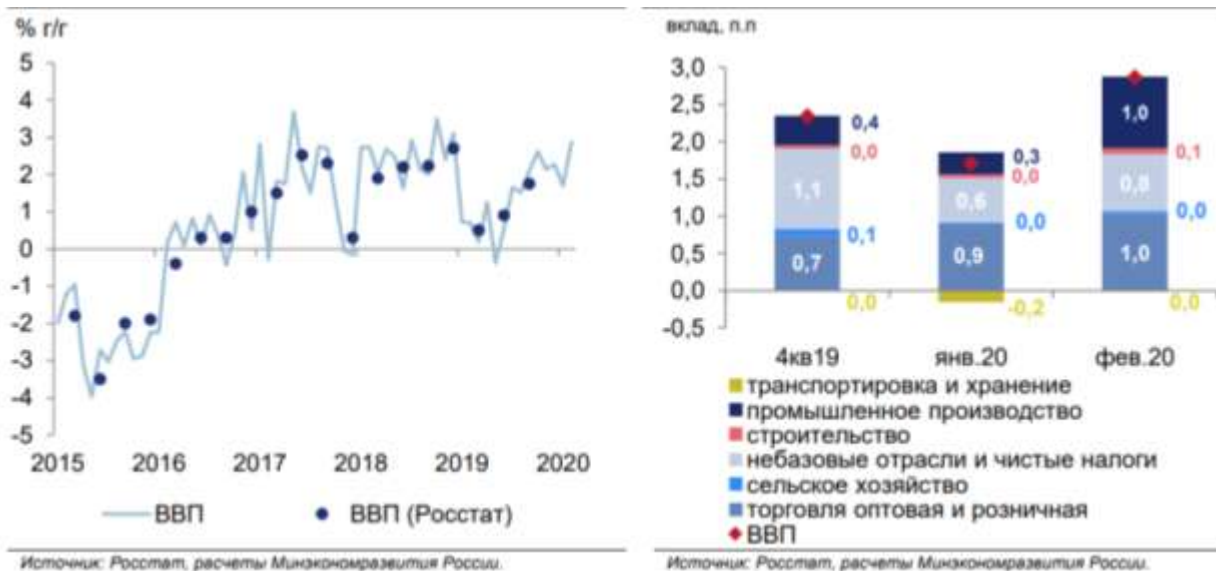 % г/г
5
4
3
2
1
0
-1
-2
-3
-4
-5
2015 2016 2017 2018 2019 2020
ВВП ВВП (Росстат)
Источник: Росстат, расчеты Минэкономразвития России.
вклад, п.п
3,0
2,5
2,0
1,5
1,0
0,5
0,0
-0,5
0,4
0,0
1,1
0,1
0,7
0,0
0,3
0,0
0,6
0,0
0,9
-0,2
1,0
0,1
0,8
0,0
1,0
0,0
4кв19 янв.20 фев.20
транспортировка и хранение
промышленное производство
строительство
небазовые отрасли и чистые налоги
сельское хозяйство
торговля оптовая и розничная
ВВП
Источник: Росстат, расчеты Минэкономразвития России.